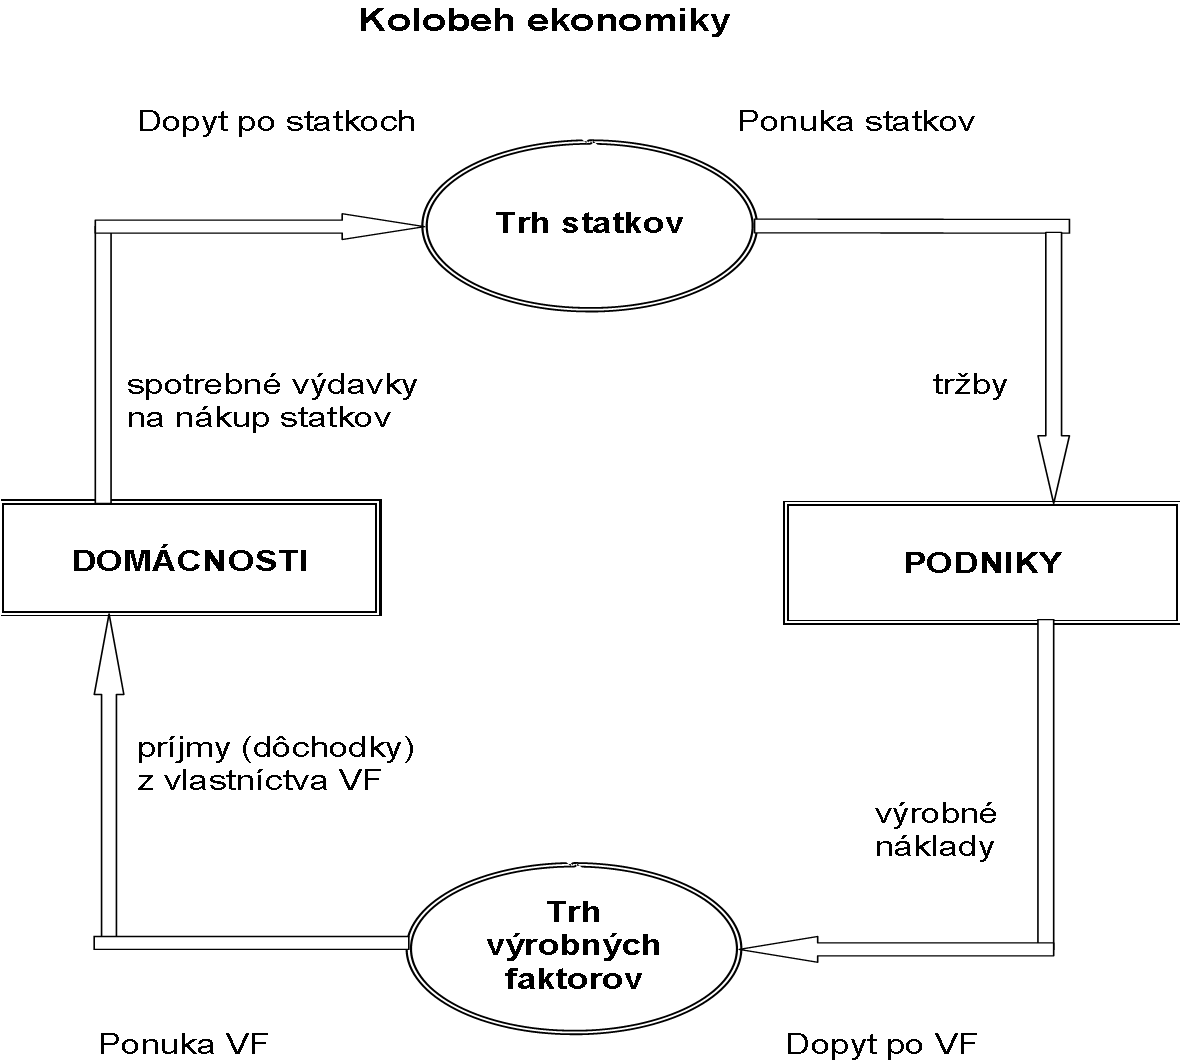 Kolobeh ekonomiky
Dopyt po statkoch
Ponuka statkov
Trh statkov
spotrebné výdavky
na nákup statkov
tržby
DOMÁCNOSTI
PODNIKY
príjmy (dôchodky)
z vlastníctva VF
výrobné
náklady
Trh
výrobných
faktorov
Ponuka VF
Dopyt po VF